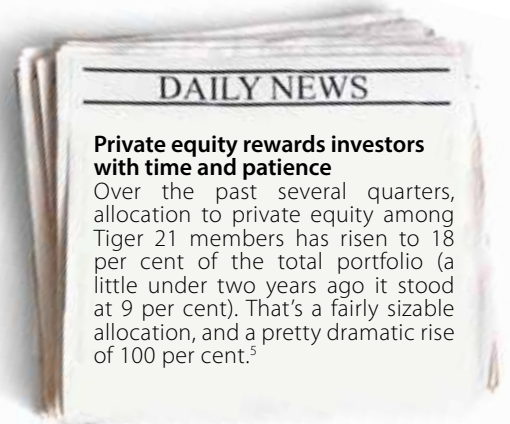 DAILY NEWS
Private equity rewards investors
with time and patience
Over the past several quarters,
allocation to private equity among
Tiger 21 members has risen to 18
per cent of the total portfolio (a
little under two years ago it stood
at 9 per cent). That's a fairly sizable
allocation, and a pretty dramatic rise
of 100 per cent.⁵